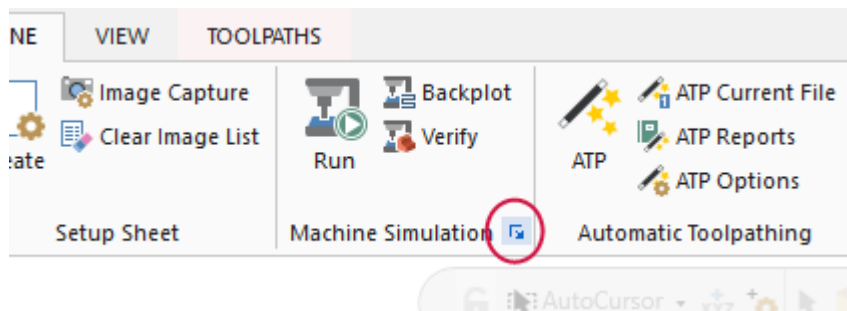 NE VIEW TOOLPATHS
Image Capture
Clear Image List
eate
Setup Sheet
Run
Backplot
Verify
Machine Simulation
ATP
ATP Current File
ATP Reports
ATP Options
Automatic Toolpathing
AutoCursor
XYZ